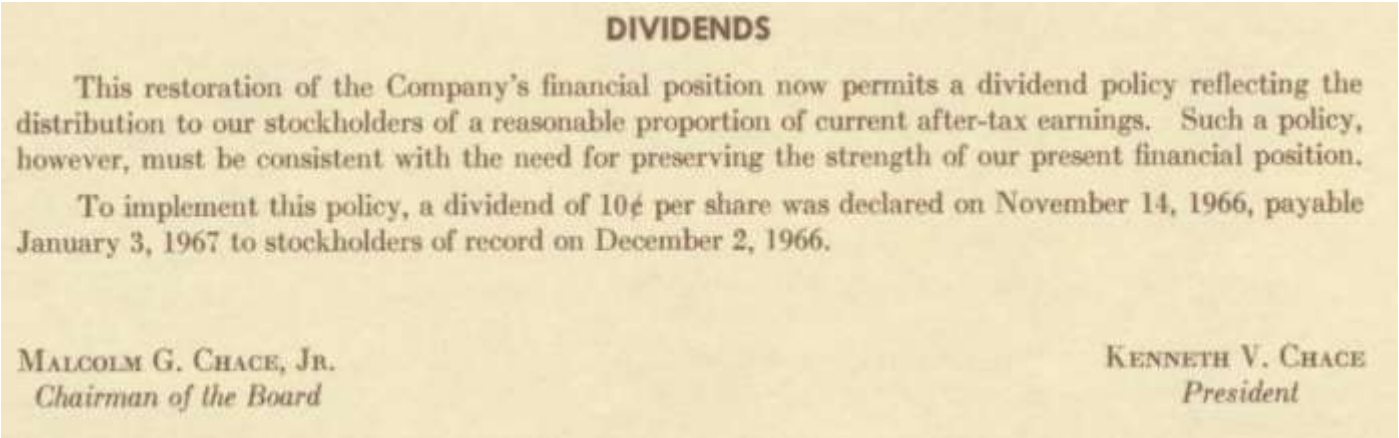 DIVIDENDS
This restoration of the Company's financial position now permits a dividend policy reflecting the
distribution to our stockholders of a reasonable proportion of current after-tax earnings. Such a policy,
however, must be consistent with the need for preserving the strength of our present financial position.
To implement this policy, a dividend of 10¢ per share was declared on November 14, 1966, payable
January 3, 1967 to stockholders of record on December 2, 1966.
MALCOLM G. CHACE, JR.
KENNETH V. CHACE
Chairman of the Board
President